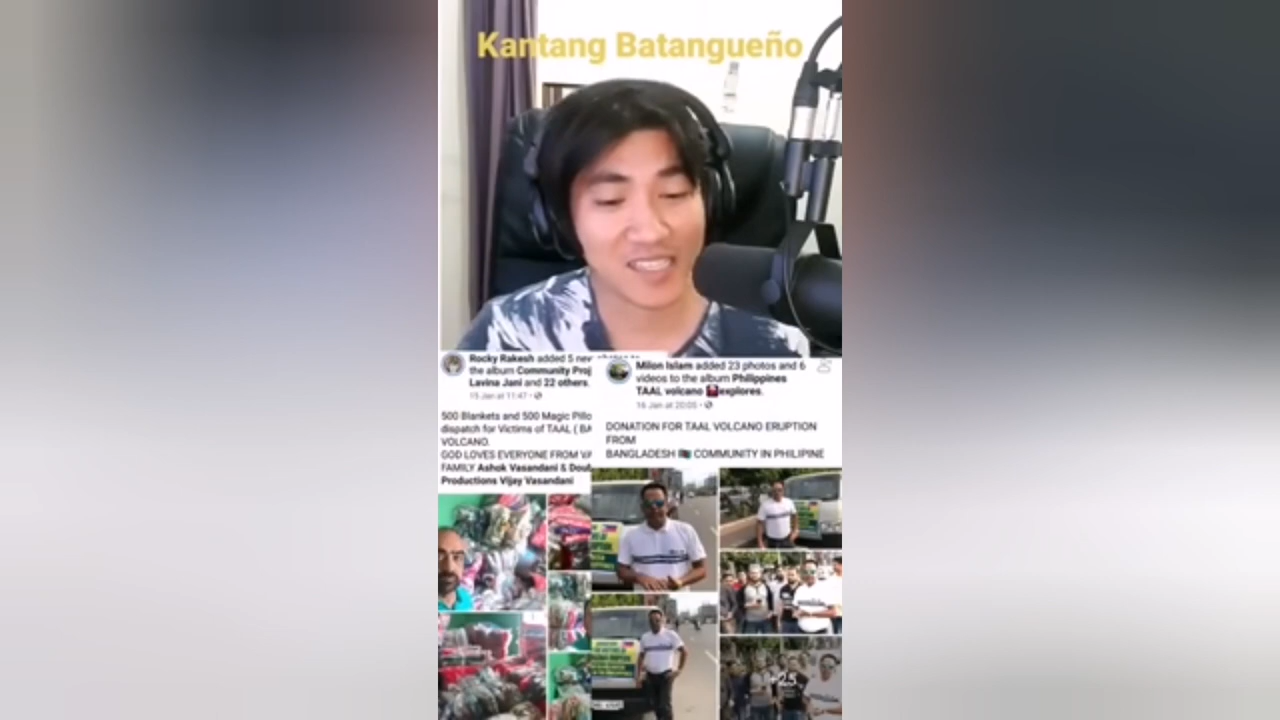 Kantang Batangueño
Rocky Rakesh added 5 new
the album Community Proj
Lavina Jani and 22 others.
15 Jan at 11:47
500 Blankets and 500 Magic Pillo
dispatch for Victims of TAAL ( BA
VOLCANO.
GOD LOVES EVERYONE FROM VA
FAMILY Ashok Vasandani & Doub
Productions Vijay Vasandani
Milon Islam added 23 photos and 6
videos to the album Philippines
TAAL volcano explores.
16 Jan at 20:05
DONATION FOR TAAL VOLCANO ERUPTION
FROM
BANGLADESH 🇧🇩 COMMUNITY IN PHILIPINE
+25